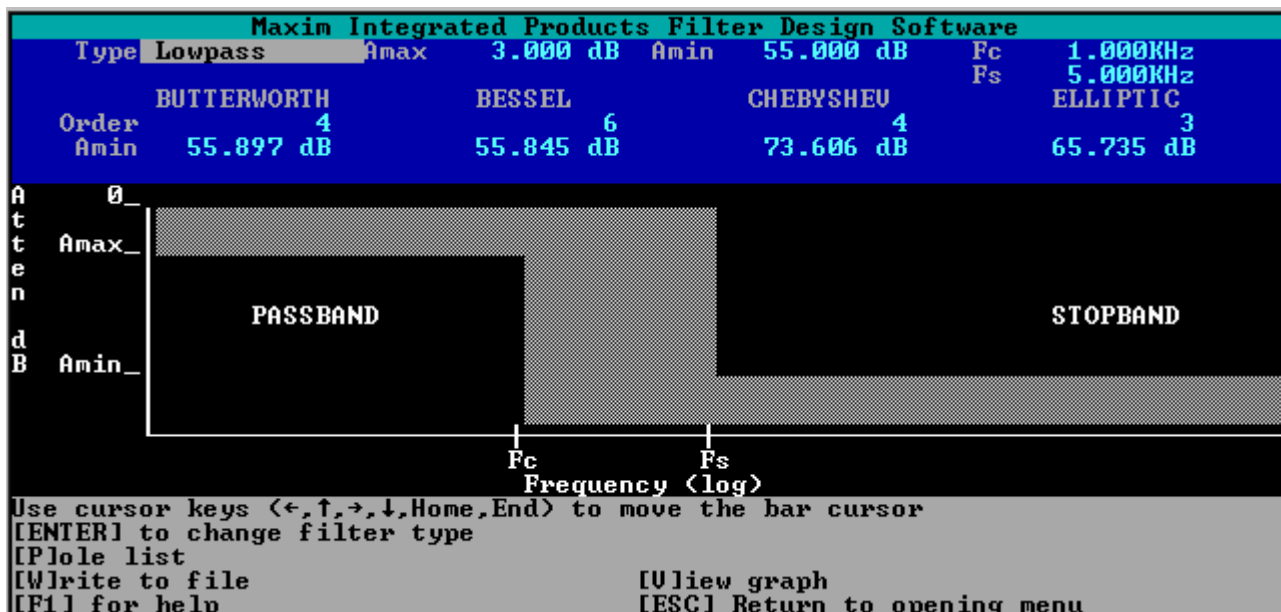 Maxim Integrated Products Filter Design Software
Type Lowpass Amax 3.000 dB Amin 55.000 dB Fc 1.000KHz
Fs 5.000KHz
BUTTERWORTH BESSEL CHEBYSHEV ELLIPTIC
Order 4 6 4 3
Amin 55.897 dB 55.845 dB 73.606 dB 65.735 dB
Atten dB
0_
Amax_
PASSBAND STOPBAND
Amin_
Fc Fs
Frequency (log)
Use cursor keys (←,↑,→,↓,Home,End) to move the bar cursor
[ENTER] to change filter type
[P]ole list
[W]rite to file [V]iew graph
[F1] for help [ESC] Return to opening menu